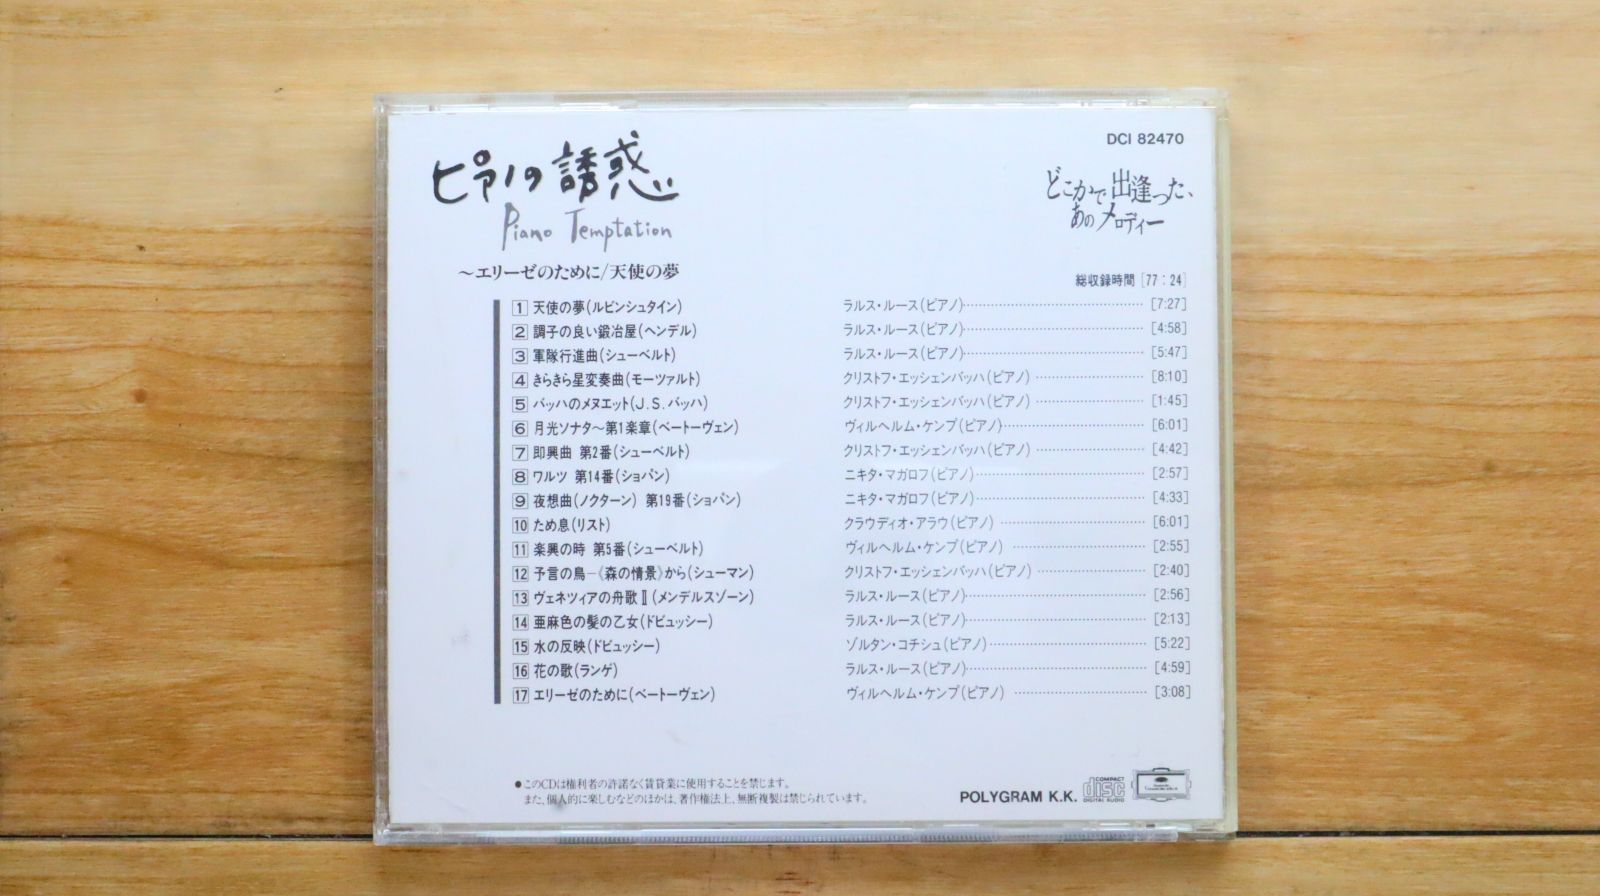 DCI 82470
ピアノの誘惑
Piano Temptation
どこかで出逢った、
あのメロディー
～エリーゼのために/天使の夢
総収録時間[77:24]
1 天使の夢(ルビンシュタイン) ラルス・ルース(ピアノ) [7:27]
2 調子の良い鍛冶屋(ヘンデル) ラルス・ルース(ピアノ) [4:58]
3 軍隊行進曲(シューベルト) ラルス・ルース(ピアノ) [5:47]
4 きらきら星変奏曲(モーツァルト) クリストフ・エッシェンバッハ(ピアノ) [8:10]
5 バッハのメヌエット(J.S.バッハ) クリストフ・エッシェンバッハ(ピアノ) [1:45]
6 月光ソナタ～第1楽章(ベートーヴェン) ヴィルヘルム・ケンプ(ピアノ) [6:01]
7 即興曲 第2番(シューベルト) クリストフ・エッシェンバッハ(ピアノ) [4:42]
8 ワルツ 第14番(ショパン) ニキタ・マガロフ(ピアノ) [2:57]
9 夜想曲(ノクターン) 第19番(ショパン) ニキタ・マガロフ(ピアノ) [4:33]
10 ため息(リスト) クラウディオ・アラウ(ピアノ) [6:01]
11 楽興の時 第5番(シューベルト) ヴィルヘルム・ケンプ(ピアノ) [2:55]
12 予言の鳥―《森の情景》から(シューマン) クリストフ・エッシェンバッハ(ピアノ) [2:40]
13 ヴェネツィアの舟歌Ⅱ(メンデルスゾーン) ラルス・ルース(ピアノ) [2:56]
14 亜麻色の髪の乙女(ドビュッシー) ラルス・ルース(ピアノ) [2:13]
15 水の反映(ドビュッシー) ゾルタン・コチシュ(ピアノ) [5:22]
16 花の歌(ランゲ) ラルス・ルース(ピアノ) [4:59]
17 エリーゼのために(ベートーヴェン) ヴィルヘルム・ケンプ(ピアノ) [3:08]
●このCDは権利者の許諾なく賃貸業に使用することを禁じます。
また、個人的に楽しむなどのほかは、著作権法上、無断複製は禁じられています。
POLYGRAM K.K.
COMPACT
disc
DIGITAL AUDIO
Deutsche
Grammophon